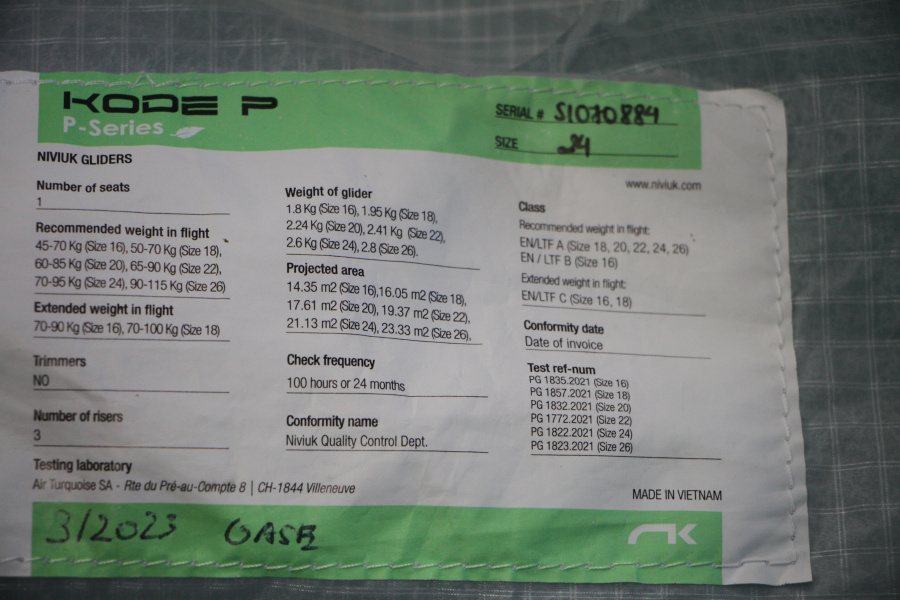 KODE P
P-Series
SERIAL # S1070884
SIZE 24
NIVIUK GLIDERS
www.niviuk.com
Number of seats
1
Recommended weight in flight
45-70 Kg (Size 16), 50-70 Kg (Size 18),
60-85 Kg (Size 20), 65-90 Kg (Size 22),
70-95 Kg (Size 24), 90-115 Kg (Size 26)
Extended weight in flight
70-90 Kg (Size 16), 70-100 Kg (Size 18)
Trimmers
NO
Number of risers
3
Testing laboratory
Air Turquoise SA - Rte du Pré-au-Compte 8 | CH-1844 Villeneuve
Weight of glider
1.8 Kg (Size 16), 1.95 Kg (Size 18),
2.24 Kg (Size 20), 2.41 Kg (Size 22),
2.6 Kg (Size 24), 2.8 (Size 26).
Projected area
14.35 m2 (Size 16),16.05 m2 (Size 18),
17.61 m2 (Size 20), 19.37 m2 (Size 22),
21.13 m2 (Size 24), 23.33 m2 (Size 26),
Check frequency
100 hours or 24 months
Conformity name
Niviuk Quality Control Dept.
Class
Recommended weight in flight:
EN/LTF A (Size 18, 20, 22, 24, 26)
EN / LTF B (Size 16)
Extended weight in flight:
EN/LTF C (Size 16, 18)
Conformity date
Date of invoice
Test ref-num
PG 1835.2021 (Size 16)
PG 1857.2021 (Size 18)
PG 1832.2021 (Size 20)
PG 1772.2021 (Size 22)
PG 1822.2021 (Size 24)
PG 1823.2021 (Size 26)
MADE IN VIETNAM
3/2023